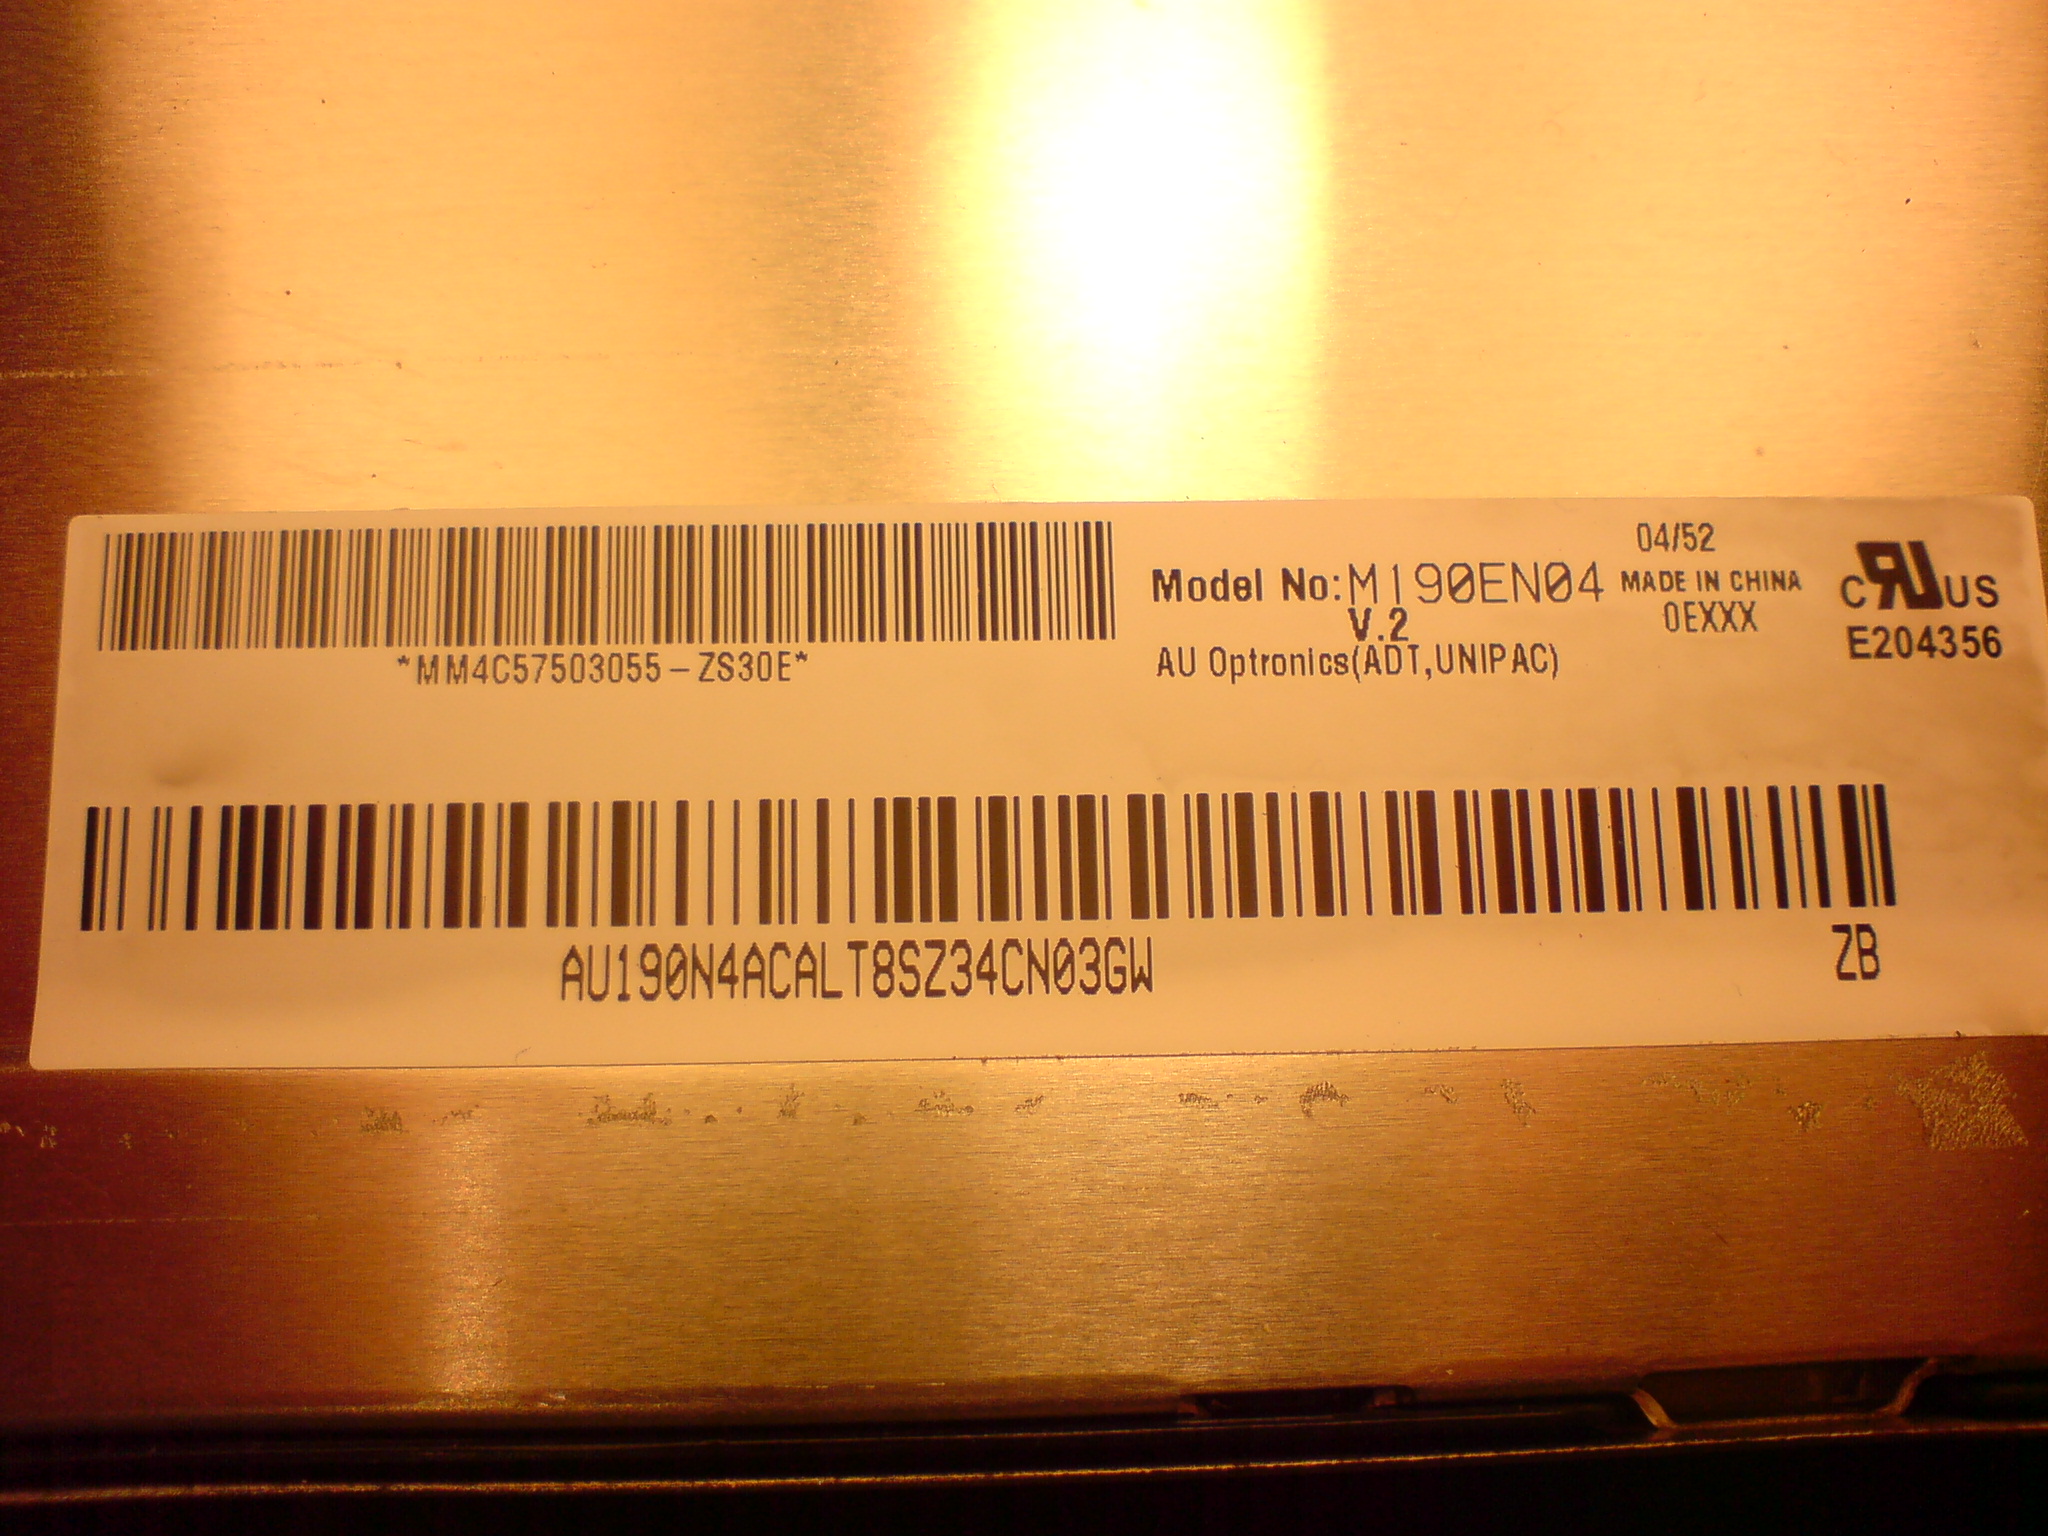 *MM4C57503055-ZS30E*
Model No:M190EN04
V.2
AU Optronics(ADT,UNIPAC)
04/52
MADE IN CHINA
0EXXX
C RU US
E204356
AU190N4ACALT8SZ34CN03GW
ZB